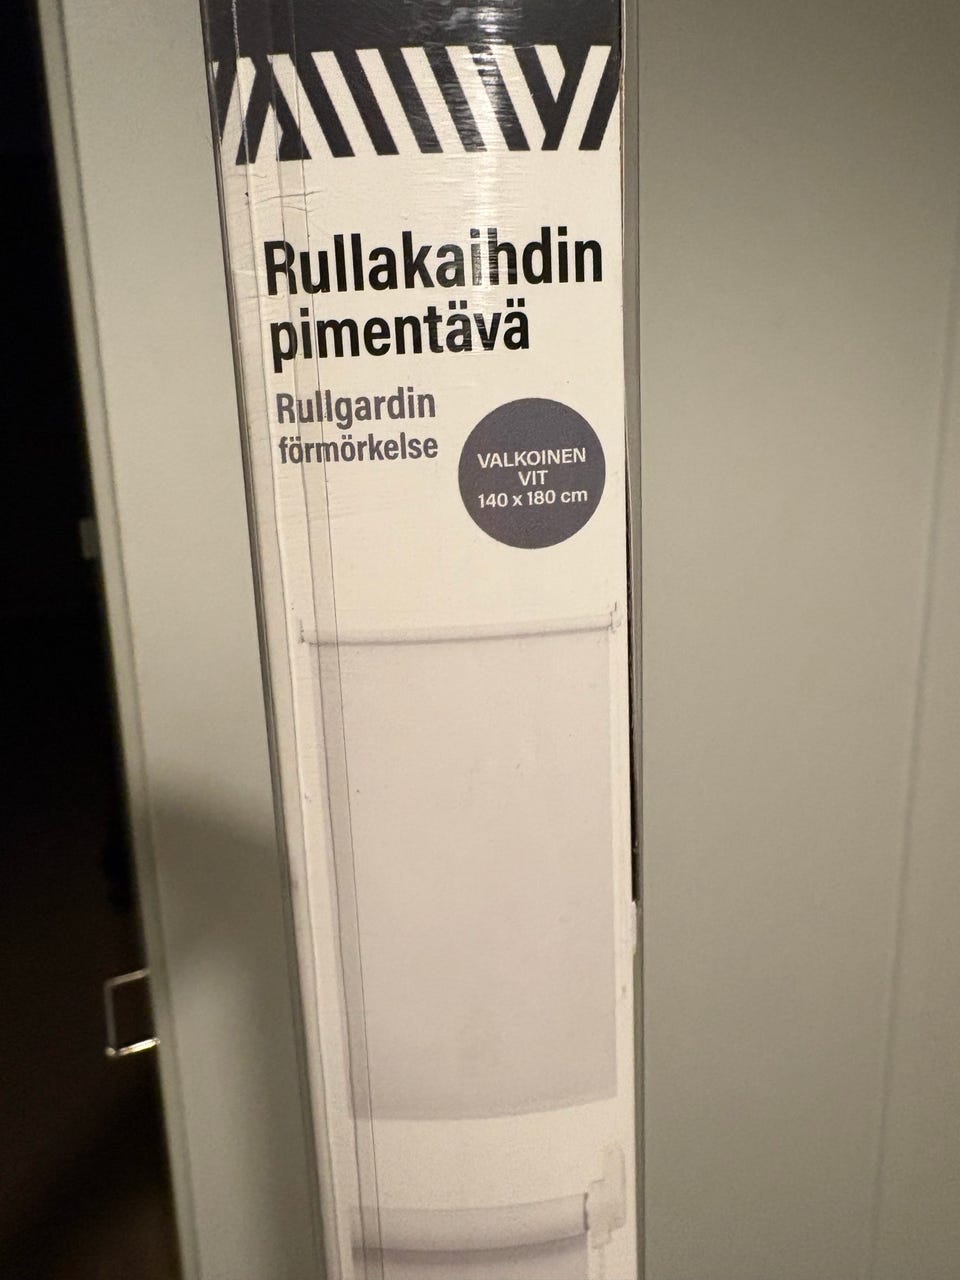 Rullakaihdin
pimentävä
Rullgardin
förmörkelse
VALKOINEN
VIT
140 x 180 cm